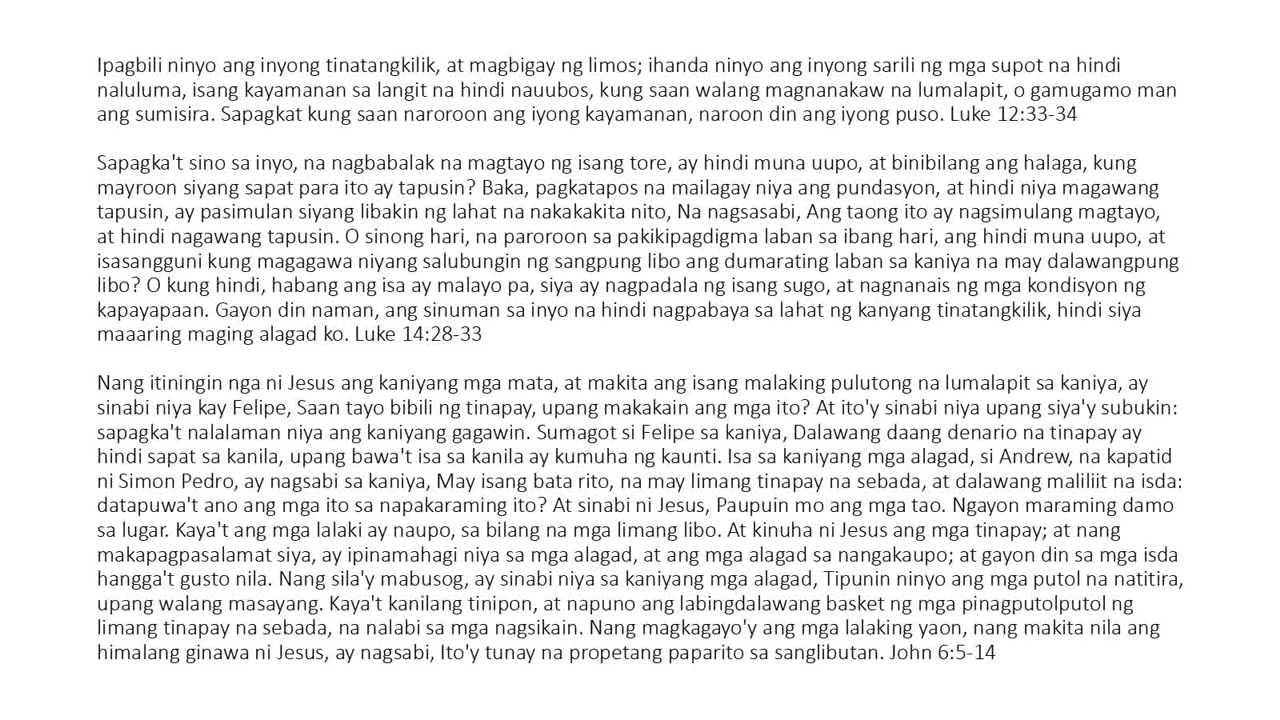 Ipagbili ninyo ang inyong tinatangkilik, at magbigay ng limos; ihanda ninyo ang inyong sarili ng mga supot na hindi
naluluma, isang kayamanan sa langit na hindi nauubos, kung saan walang magnanakaw na lumalapit, o gamugamo man
ang sumisira. Sapagkat kung saan naroroon ang iyong kayamanan, naroon din ang iyong puso. Luke 12:33-34
Sapagka't sino sa inyo, na nagbabalak na magtayo ng isang tore, ay hindi muna uupo, at binibilang ang halaga, kung
mayroon siyang sapat para ito ay tapusin? Baka, pagkatapos na mailagay niya ang pundasyon, at hindi niya magawang
tapusin, ay pasimulan siyang libakin ng lahat na nakakakita nito, Na nagsasabi, Ang taong ito ay nagsimulang magtayo,
at hindi nagawang tapusin. O sinong hari, na paroroon sa pakikipagdigma laban sa ibang hari, ang hindi muna uupo, at
isasangguni kung magagawa niyang salubungin ng sangpung libo ang dumarating laban sa kaniya na may dalawangpung
libo? O kung hindi, habang ang isa ay malayo pa, siya ay nagpadala ng isang sugo, at nagnanais ng mga kondisyon ng
kapayapaan. Gayon din naman, ang sinuman sa inyo na hindi nagpabaya sa lahat ng kanyang tinatangkilik, hindi siya
maaaring maging alagad ko. Luke 14:28-33
Nang itiningin nga ni Jesus ang kaniyang mga mata, at makita ang isang malaking pulutong na lumalapit sa kaniya, ay
sinabi niya kay Felipe, Saan tayo bibili ng tinapay, upang makakain ang mga ito? At ito'y sinabi niya upang siya'y subukin:
sapagka't nalalaman niya ang kaniyang gagawin. Sumagot si Felipe sa kaniya, Dalawang daang denario na tinapay ay
hindi sapat sa kanila, upang bawa't isa sa kanila ay kumuha ng kaunti. Isa sa kaniyang mga alagad, si Andrew, na kapatid
ni Simon Pedro, ay nagsabi sa kaniya, May isang bata rito, na may limang tinapay na sebada, at dalawang maliliit na isda:
datapuwa't ano ang mga ito sa napakaraming ito? At sinabi ni Jesus, Paupuin mo ang mga tao. Ngayon maraming damo
sa lugar. Kaya't ang mga lalaki ay naupo, sa bilang na mga limang libo. At kinuha ni Jesus ang mga tinapay; at nang
makapagpasalamat siya, ay ipinamahagi niya sa mga alagad, at ang mga alagad sa nangakaupo; at gayon din sa mga isda
hangga't gusto nila. Nang sila'y mabusog, ay sinabi niya sa kaniyang mga alagad, Tipunin ninyo ang mga putol na natitira,
upang walang masayang. Kaya't kanilang tinipon, at napuno ang labingdalawang basket ng mga pinagputolputol ng
limang tinapay na sebada, na nalabi sa mga nagsikain. Nang magkagayo'y ang mga lalaking yaon, nang makita nila ang
himalang ginawa ni Jesus, ay nagsabi, Ito'y tunay na propetang paparito sa sanglibutan. John 6:5-14